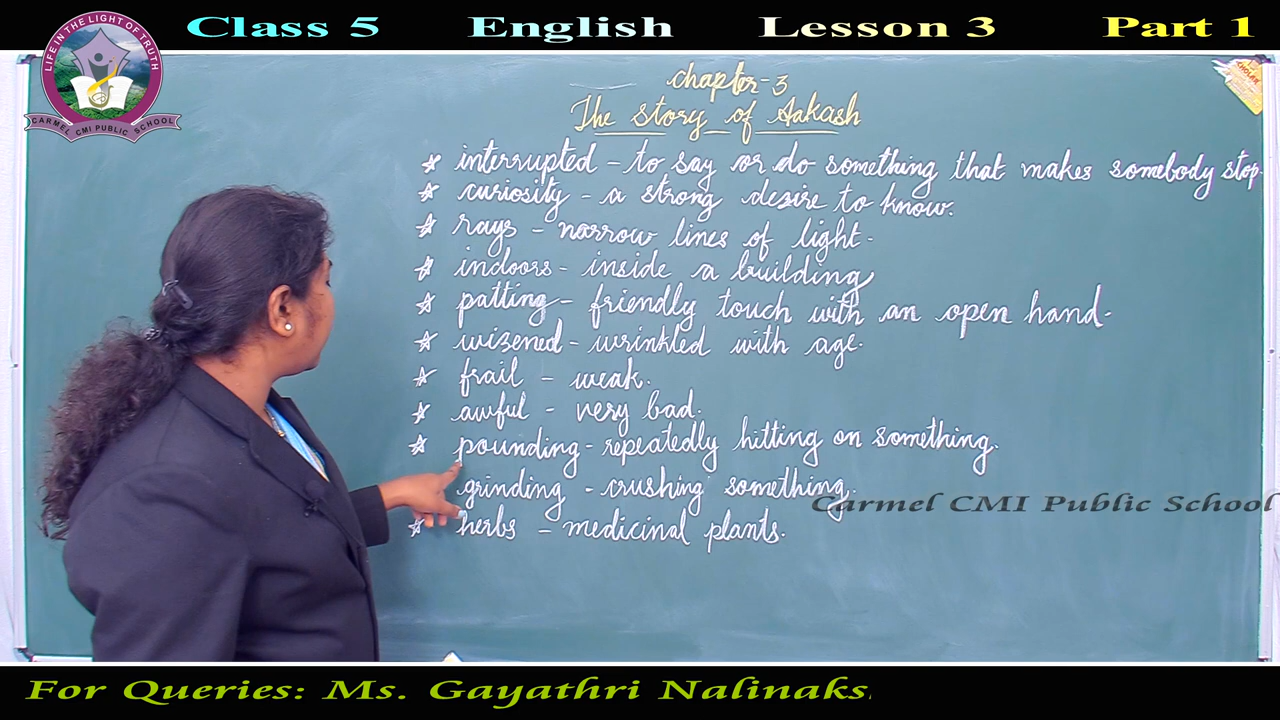 Class 5 English Lesson 3 Part 1
LIFE IN THE LIGHT OF TRUTH
CARMEL CMI PUBLIC SCHOOL
chapter-3
The Story of Aakash
* interrupted - to say or do something that makes somebody stop.
* curiosity - a strong desire to know.
* rays - narrow lines of light.
* indoors - inside a building
* patting - friendly touch with an open hand.
* wizened - wrinkled with age.
* frail - weak.
* awful - very bad.
* pounding - repeatedly hitting on something.
grinding - crushing something.
Carmel CMI Public School
* herbs - medicinal plants.
For Queries: Ms. Gayathri Nalinaks